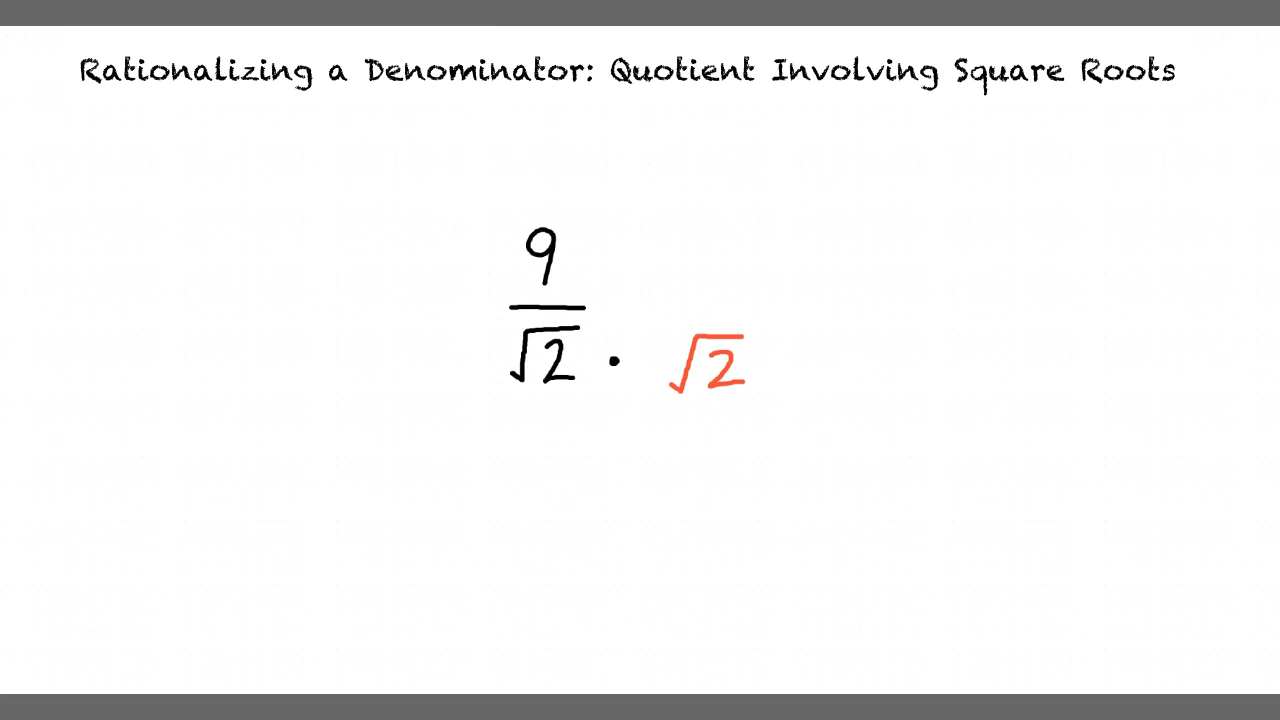 Rationalizing a Denominator: Quotient Involving Square Roots
9
√2 · √2